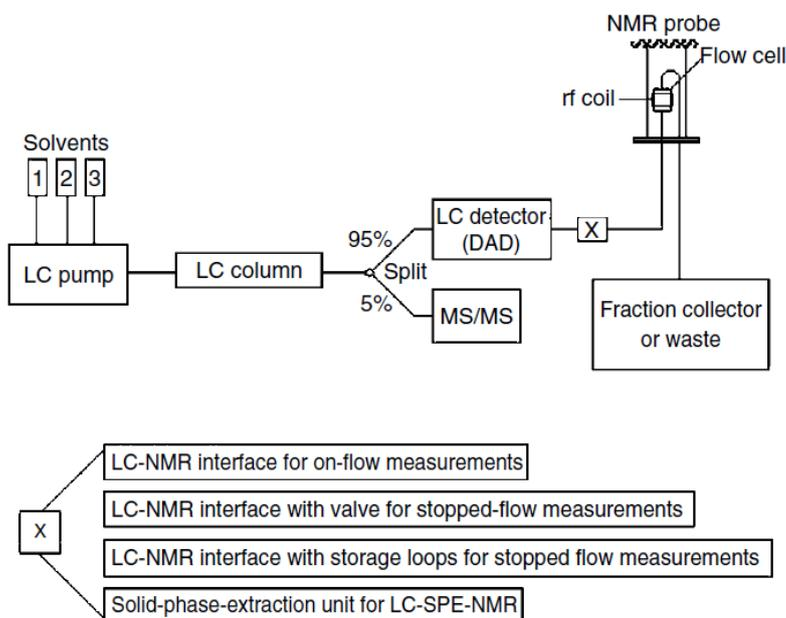 NMR probe
Flow cell
rf coil
Solvents
1 2 3
LC pump
LC column
95%
Split
5%
LC detector
(DAD)
X
MS/MS
Fraction collector
or waste
X
LC-NMR interface for on-flow measurements
LC-NMR interface with valve for stopped-flow measurements
LC-NMR interface with storage loops for stopped flow measurements
Solid-phase-extraction unit for LC-SPE-NMR